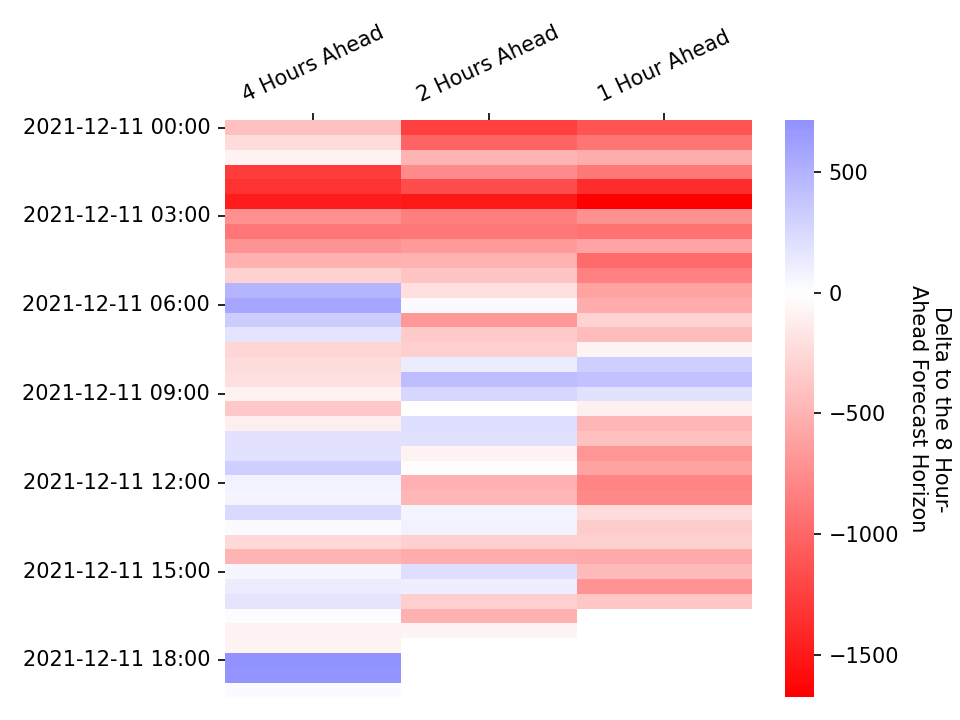 4 Hours Ahead
2 Hours Ahead
1 Hour Ahead
2021-12-11 00:00
2021-12-11 03:00
2021-12-11 06:00
2021-12-11 09:00
2021-12-11 12:00
2021-12-11 15:00
2021-12-11 18:00
500
0
−500
−1000
−1500
Delta to the 8 Hour-
Ahead Forecast Horizon